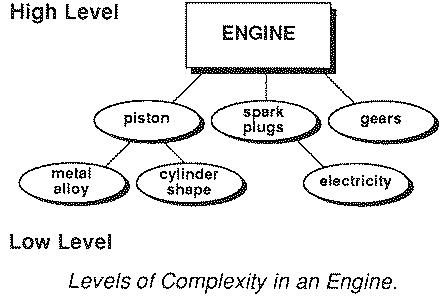 High Level
ENGINE
piston
spark
plugs
gears
metal
alloy
cylinder
shape
electricity
Low Level
Levels of Complexity in an Engine.